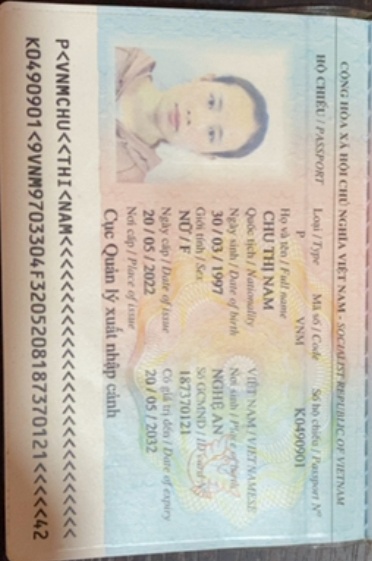 CỘNG HÒA XÃ HỘI CHỦ NGHĨA VIỆT NAM - SOCIALIST REPUBLIC OF VIETNAM
HỘ CHIẾU / PASSPORT
Loại / Type Mã số / Code Số hộ chiếu / Passport Nº
P VNM K0490901
Họ và tên / Full name
CHU THỊ NAM
Quốc tịch / Nationality VIỆT NAM / VIETNAMESE
Ngày sinh / Date of birth Nơi sinh / Place of birth
30 / 03 / 1997 NGHỆ AN
Giới tính / Sex Số GCMND / ID card Nº
NỮ / F 187370121
Ngày cấp / Date of issue Có giá trị đến / Date of expiry
20 / 05 / 2022 20 / 05 / 2032
Nơi cấp / Place of issue
Cục Quản lý xuất nhập cảnh
P<VNMCHU<<THI<NAM<<<<<<<<<<<<<<<<<<<<<<<<<<<
K0490901<9VNM9703304F3205208187370121<<<<<42